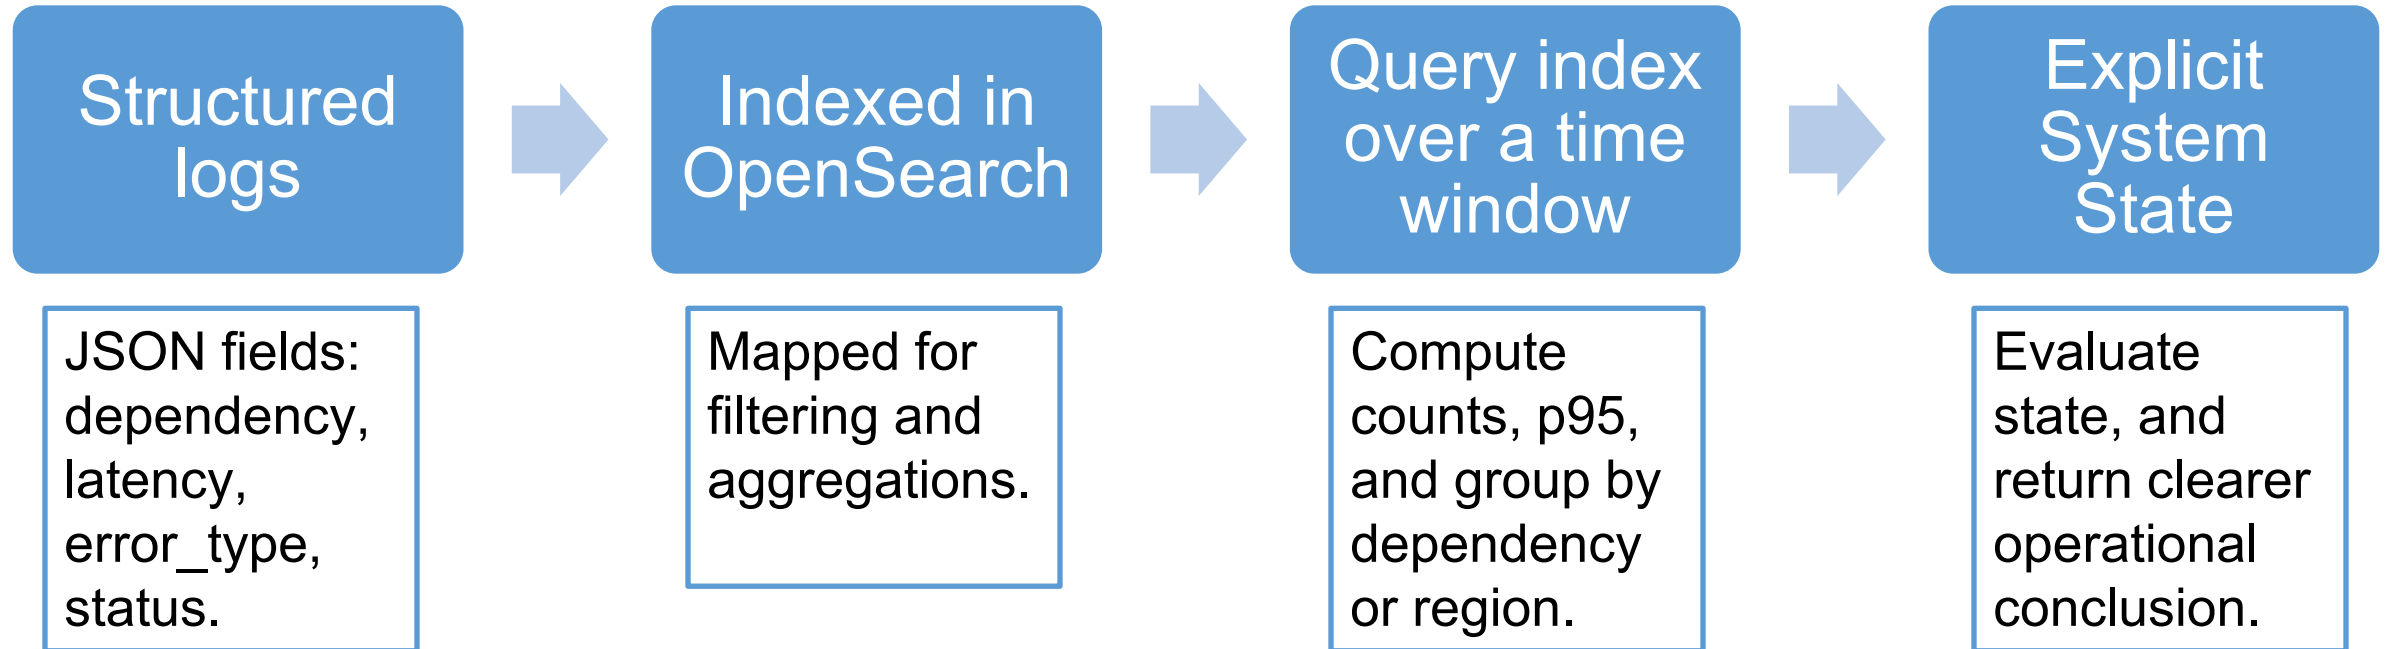 Structured
logs
Indexed in
OpenSearch
Query index
over a time
window
Explicit
System
State
JSON fields:
dependency,
latency,
error_type,
status.
Mapped for
filtering and
aggregations.
Compute
counts, p95,
and group by
dependency
or region.
Evaluate
state, and
return clearer
operational
conclusion.